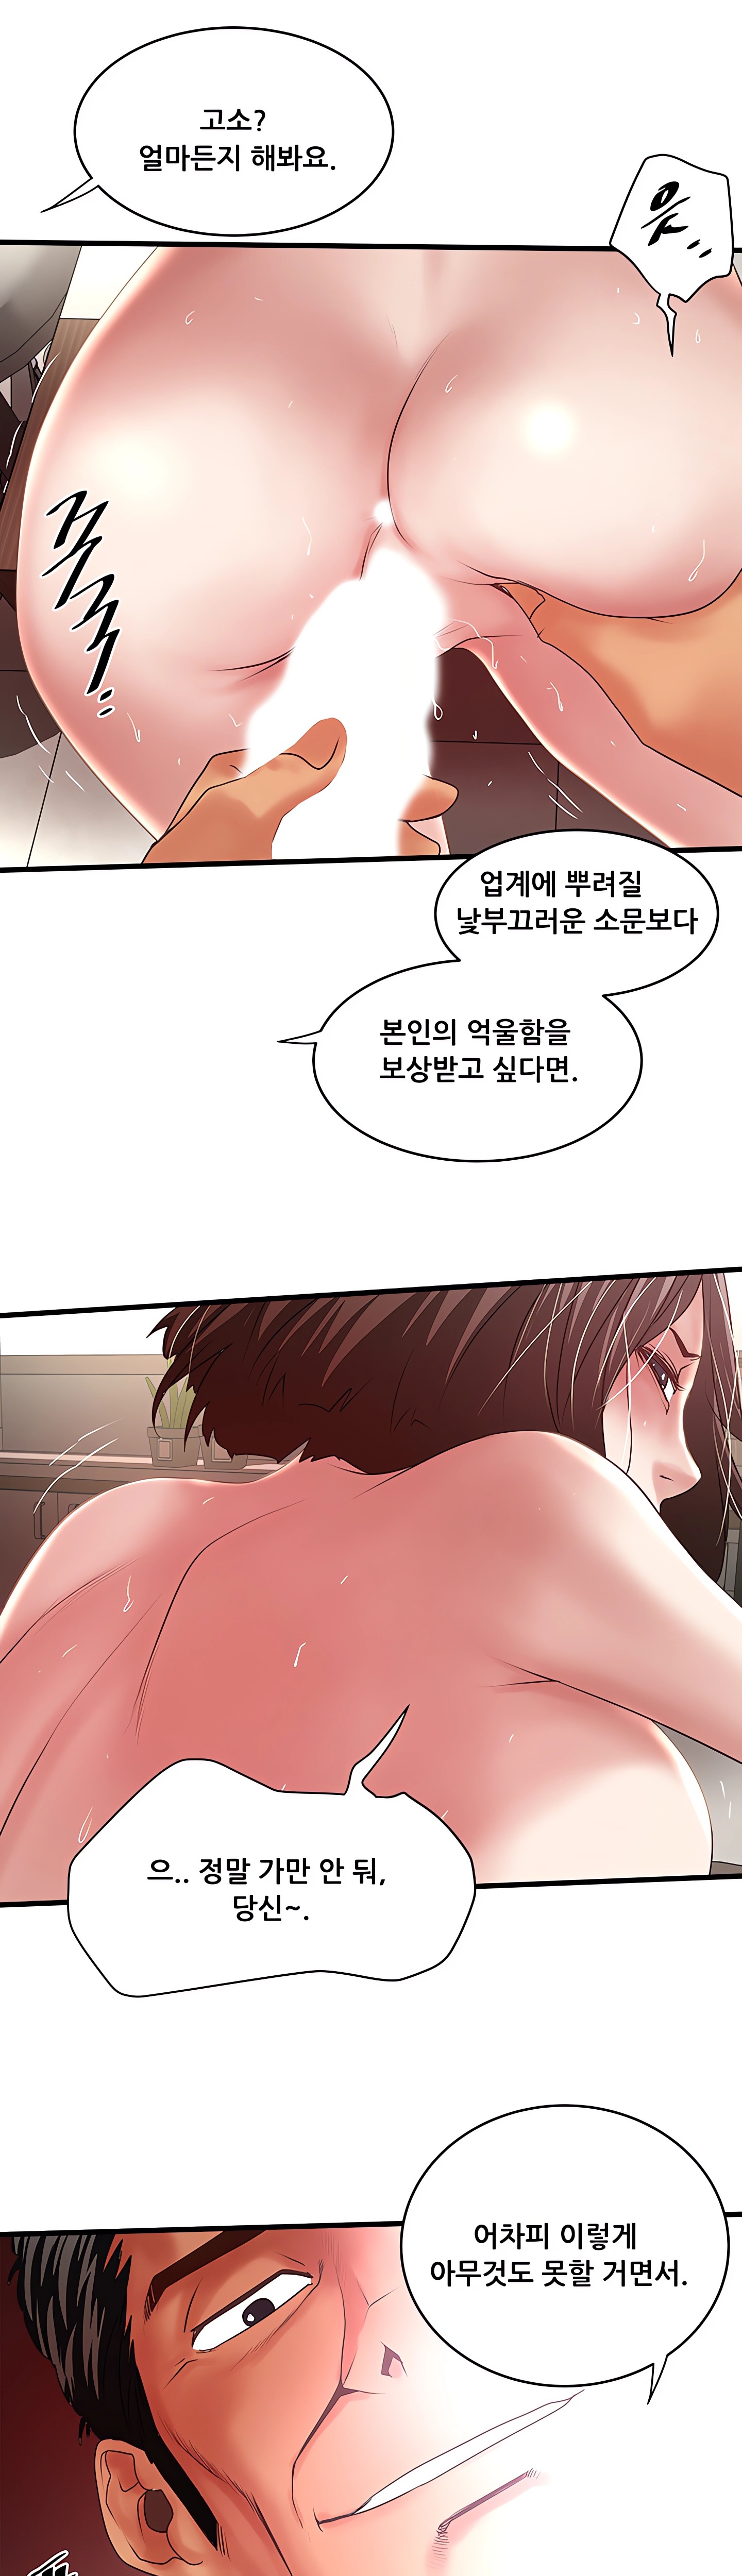 고소?
얼마든지 해봐요.
읏..
업계에 뿌려질
낯부끄러운 소문보다
본인의 억울함을
보상받고 싶다면.
으.. 정말 가만 안 둬,
당신~.
어차피 이렇게
아무것도 못할 거면서.